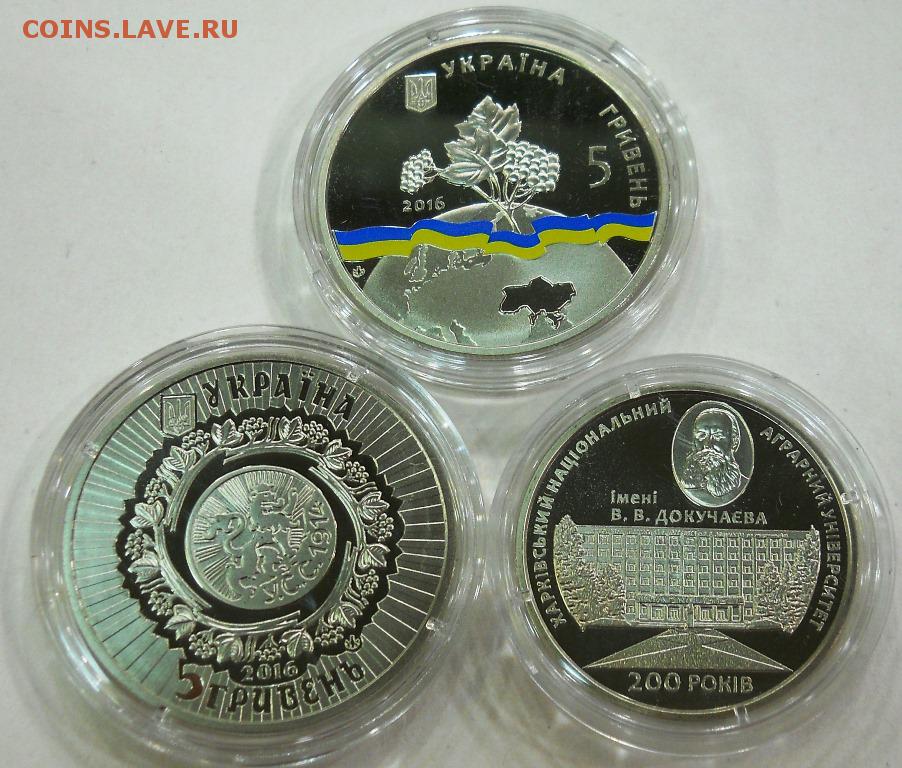 COINS.LAVE.RU
УКРАЇНА
5
ГРИВЕНЬ
2016
УКРАЇНА
У.С.С.1914
2016
5 ГРИВЕНЬ
ХАРКІВСЬКИЙ НАЦІОНАЛЬНИЙ
АГРАРНИЙ УНІВЕРСИТЕТ
імені
В. В. ДОКУЧАЄВА
200 РОКІВ